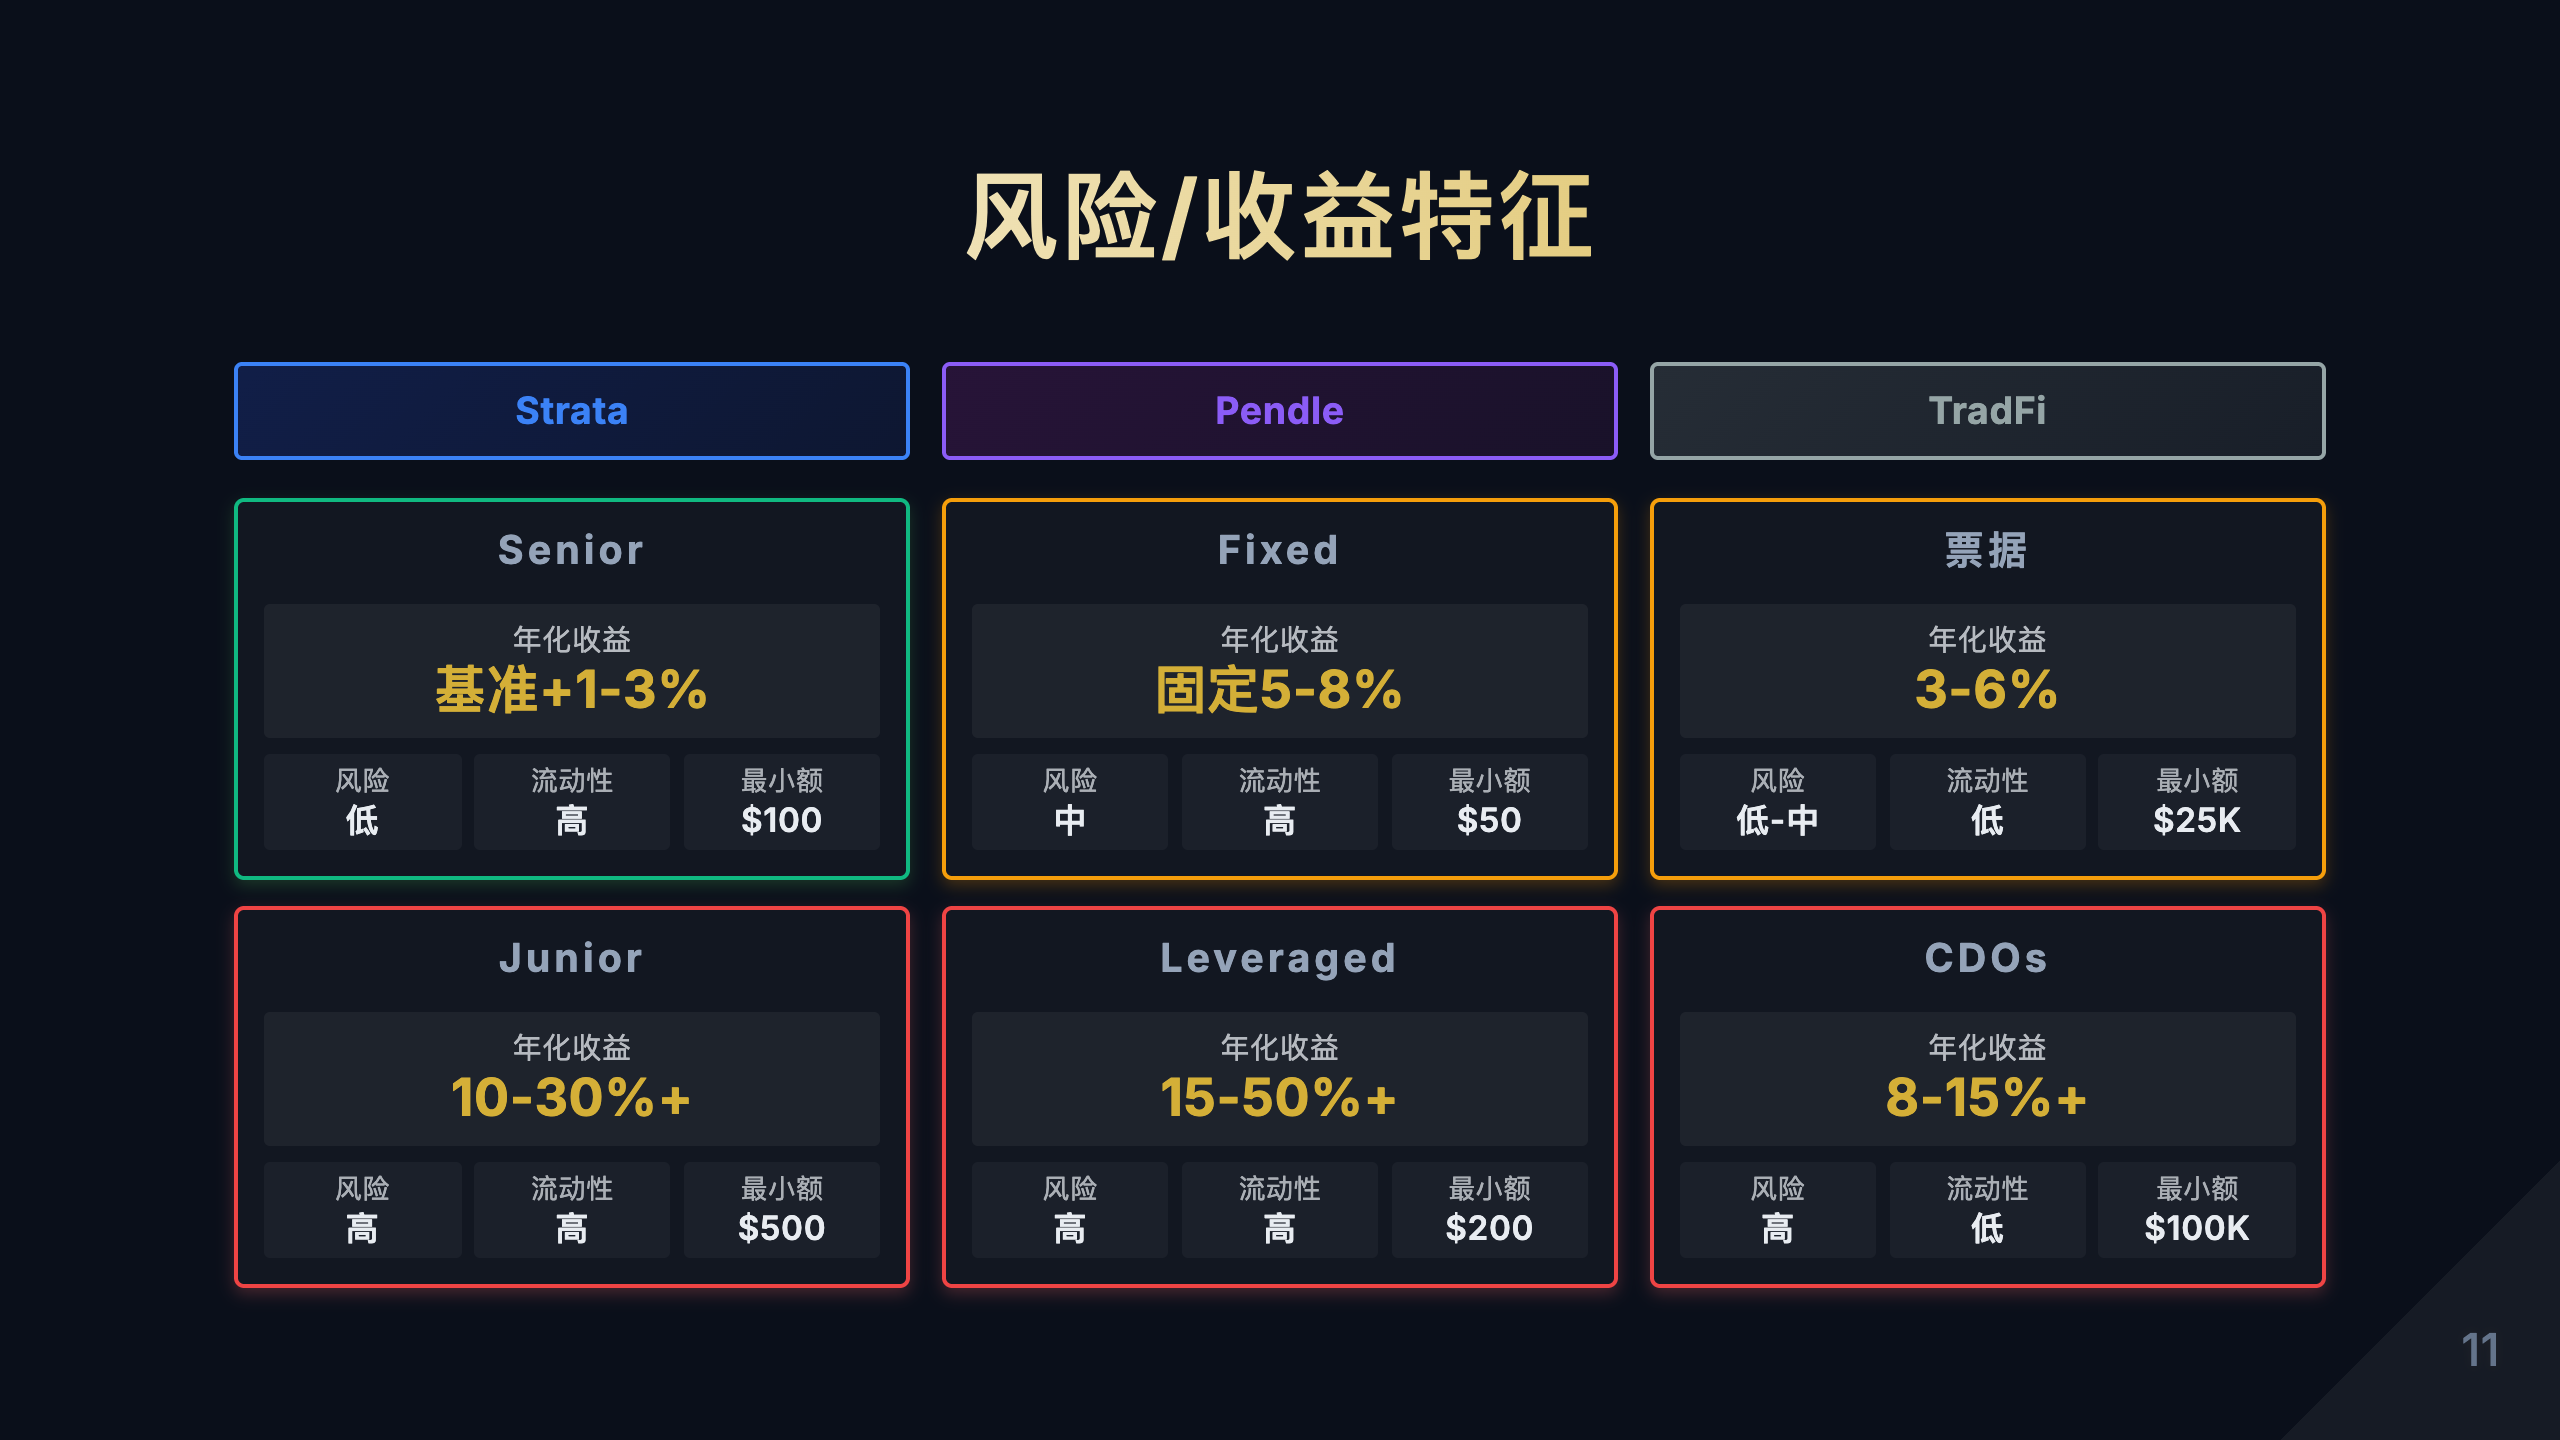 风险/收益特征
Strata
Pendle
TradFi
Senior
年化收益
基准+1-3%
风险
低
流动性
高
最小额
$100
Fixed
年化收益
固定5-8%
风险
中
流动性
高
最小额
$50
票据
年化收益
3-6%
风险
低-中
流动性
低
最小额
$25K
Junior
年化收益
10-30%+
风险
高
流动性
高
最小额
$500
Leveraged
年化收益
15-50%+
风险
高
流动性
高
最小额
$200
CDOs
年化收益
8-15%+
风险
高
流动性
低
最小额
$100K
11